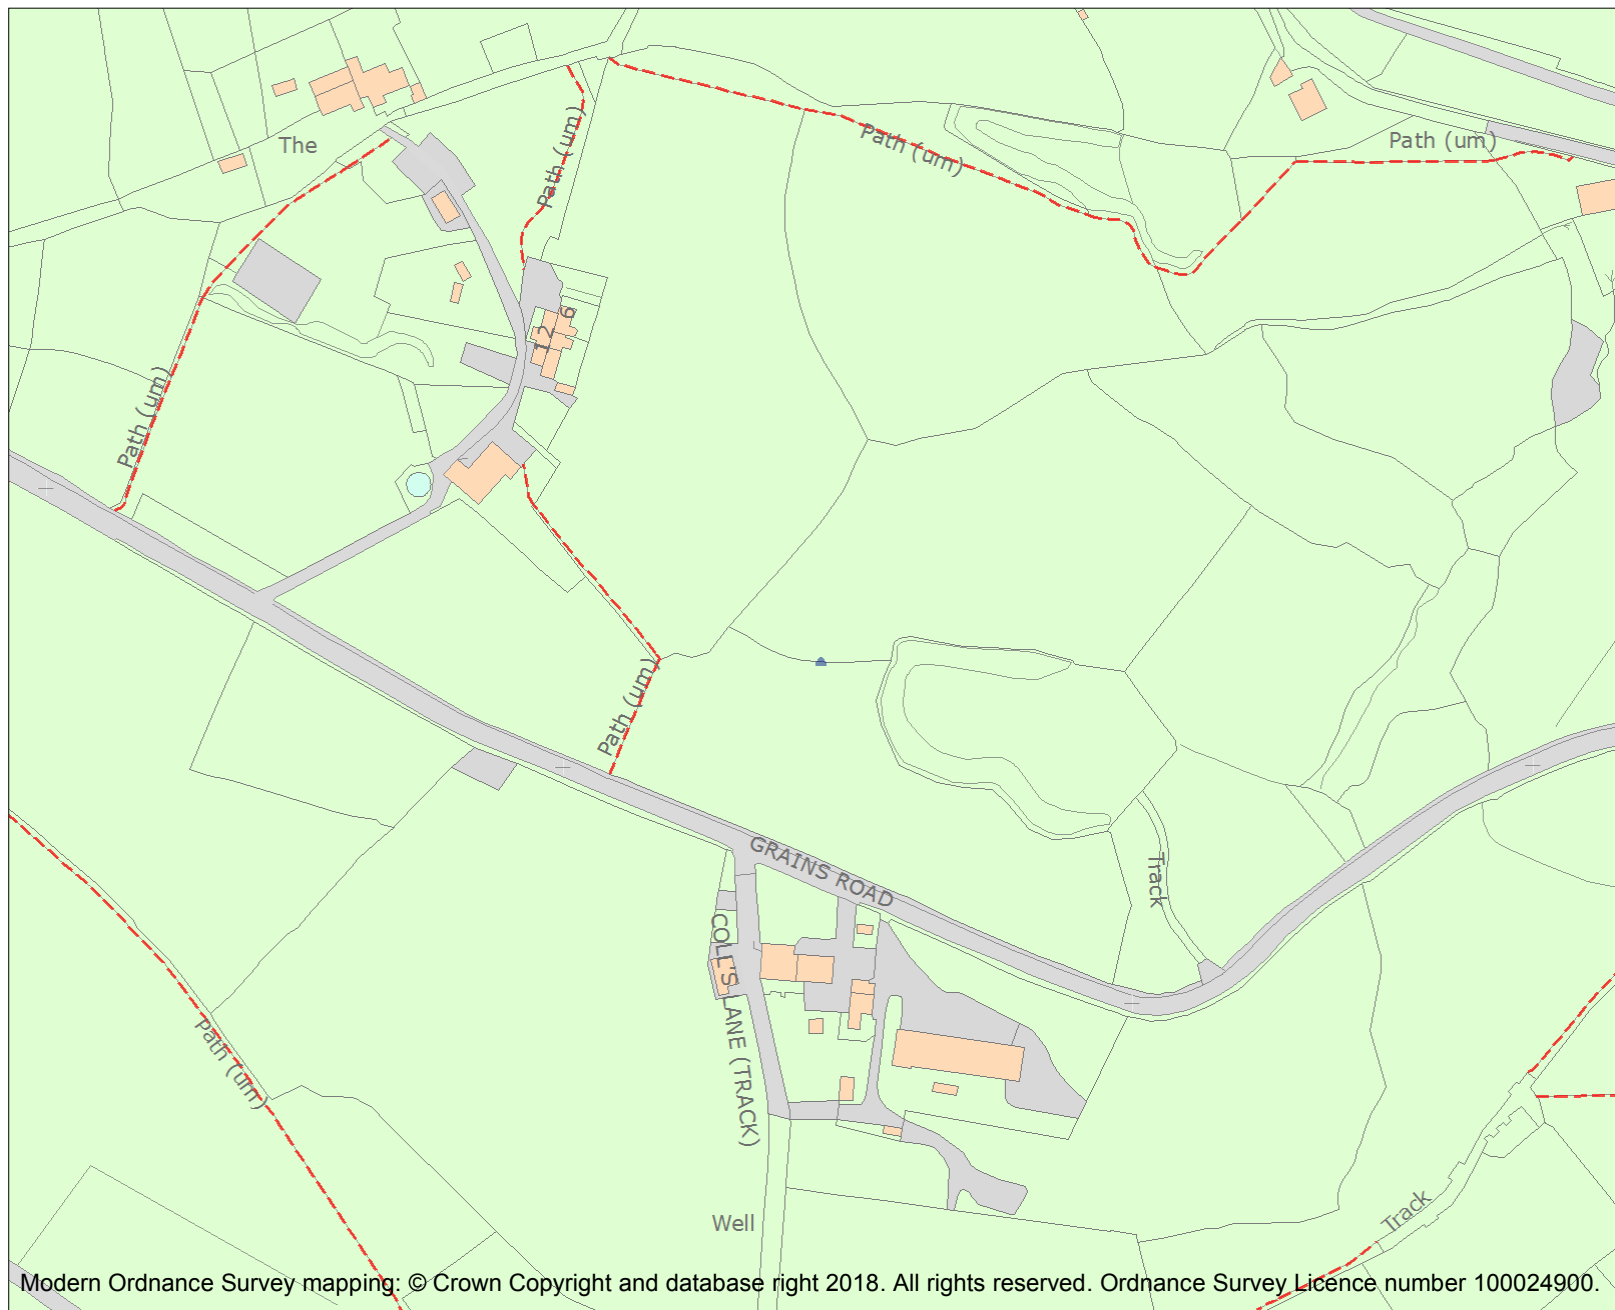 Path (um)
The
Path (um)
Path (um)
Path (um)
12
6
Path (um)
Path (um)
GRAINS ROAD
Track
COLL'S LANE (TRACK)
Path (um)
Well
Track
Modern Ordnance Survey mapping: © Crown Copyright and database right 2018. All rights reserved. Ordnance Survey Licence number 100024900.